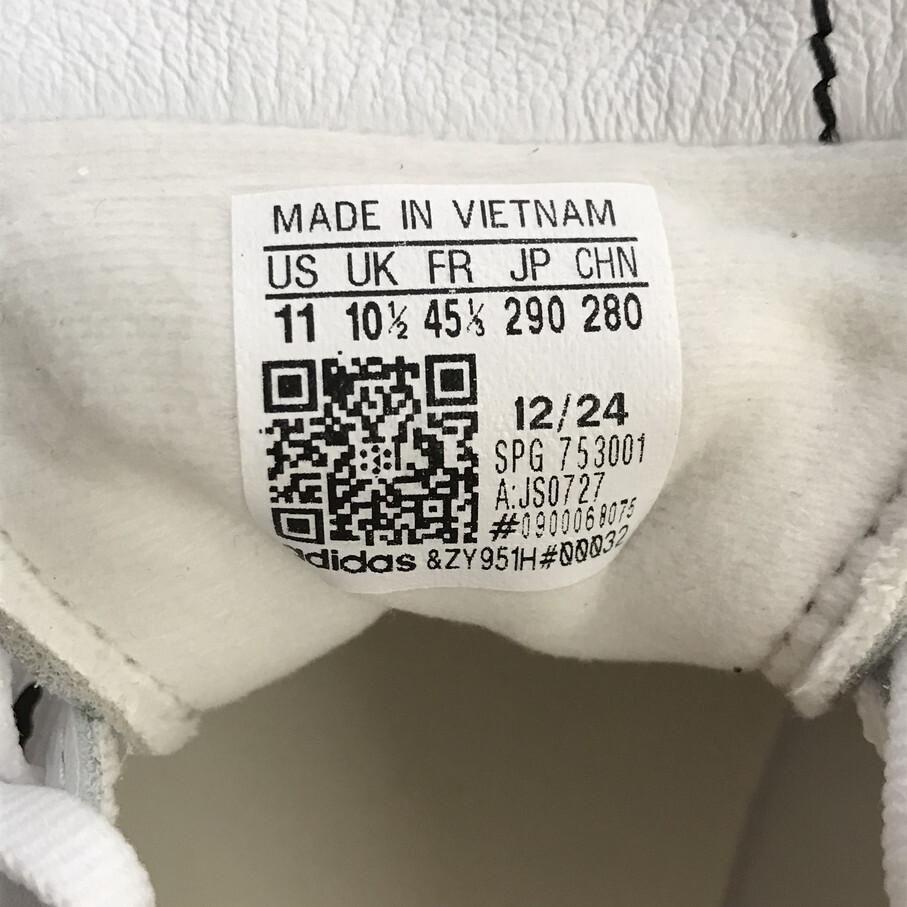 MADE IN VIETNAM
US UK FR JP CHN
11 10½ 45⅓ 290 280
12/24
SPG 753001
A:JS0727
#0900068075
adidas &ZY951H#00032